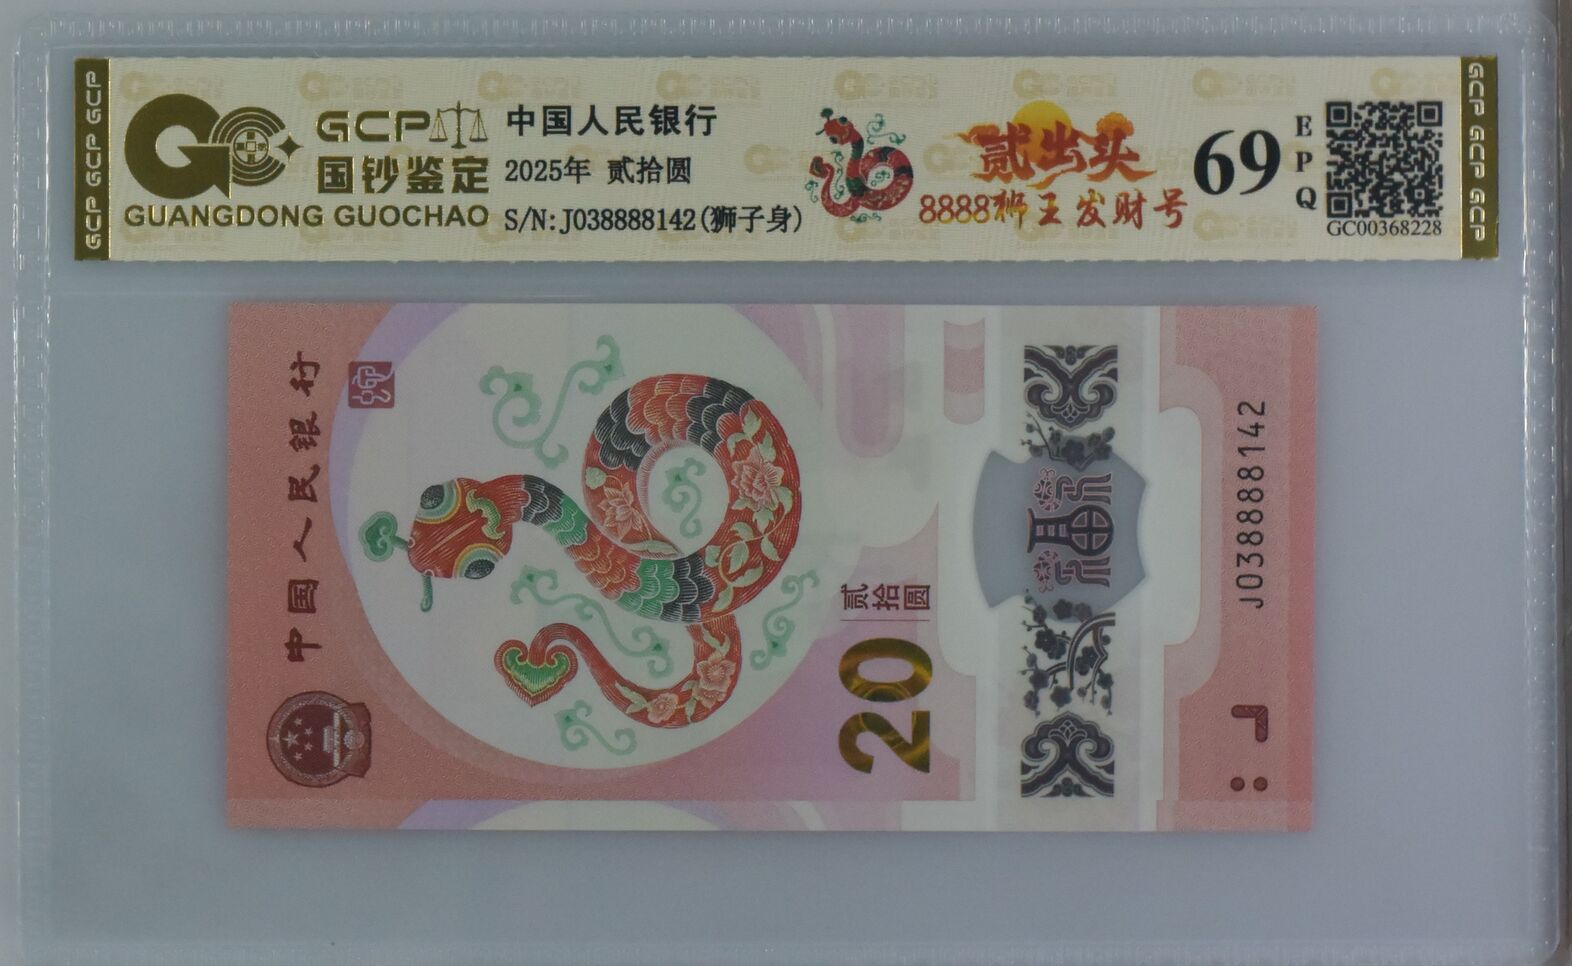 GCP GCP GCP
GCP
国钞鉴定
GUANGDONG GUOCHAO
中国人民银行
2025年 贰拾圆
S/N:J038888142(狮子身)
贰出头
8888狮王发财号
69
EPQ
GC00368228
GCP GCP GCP
中国人民银行
贰拾圆
20
福
J038888142